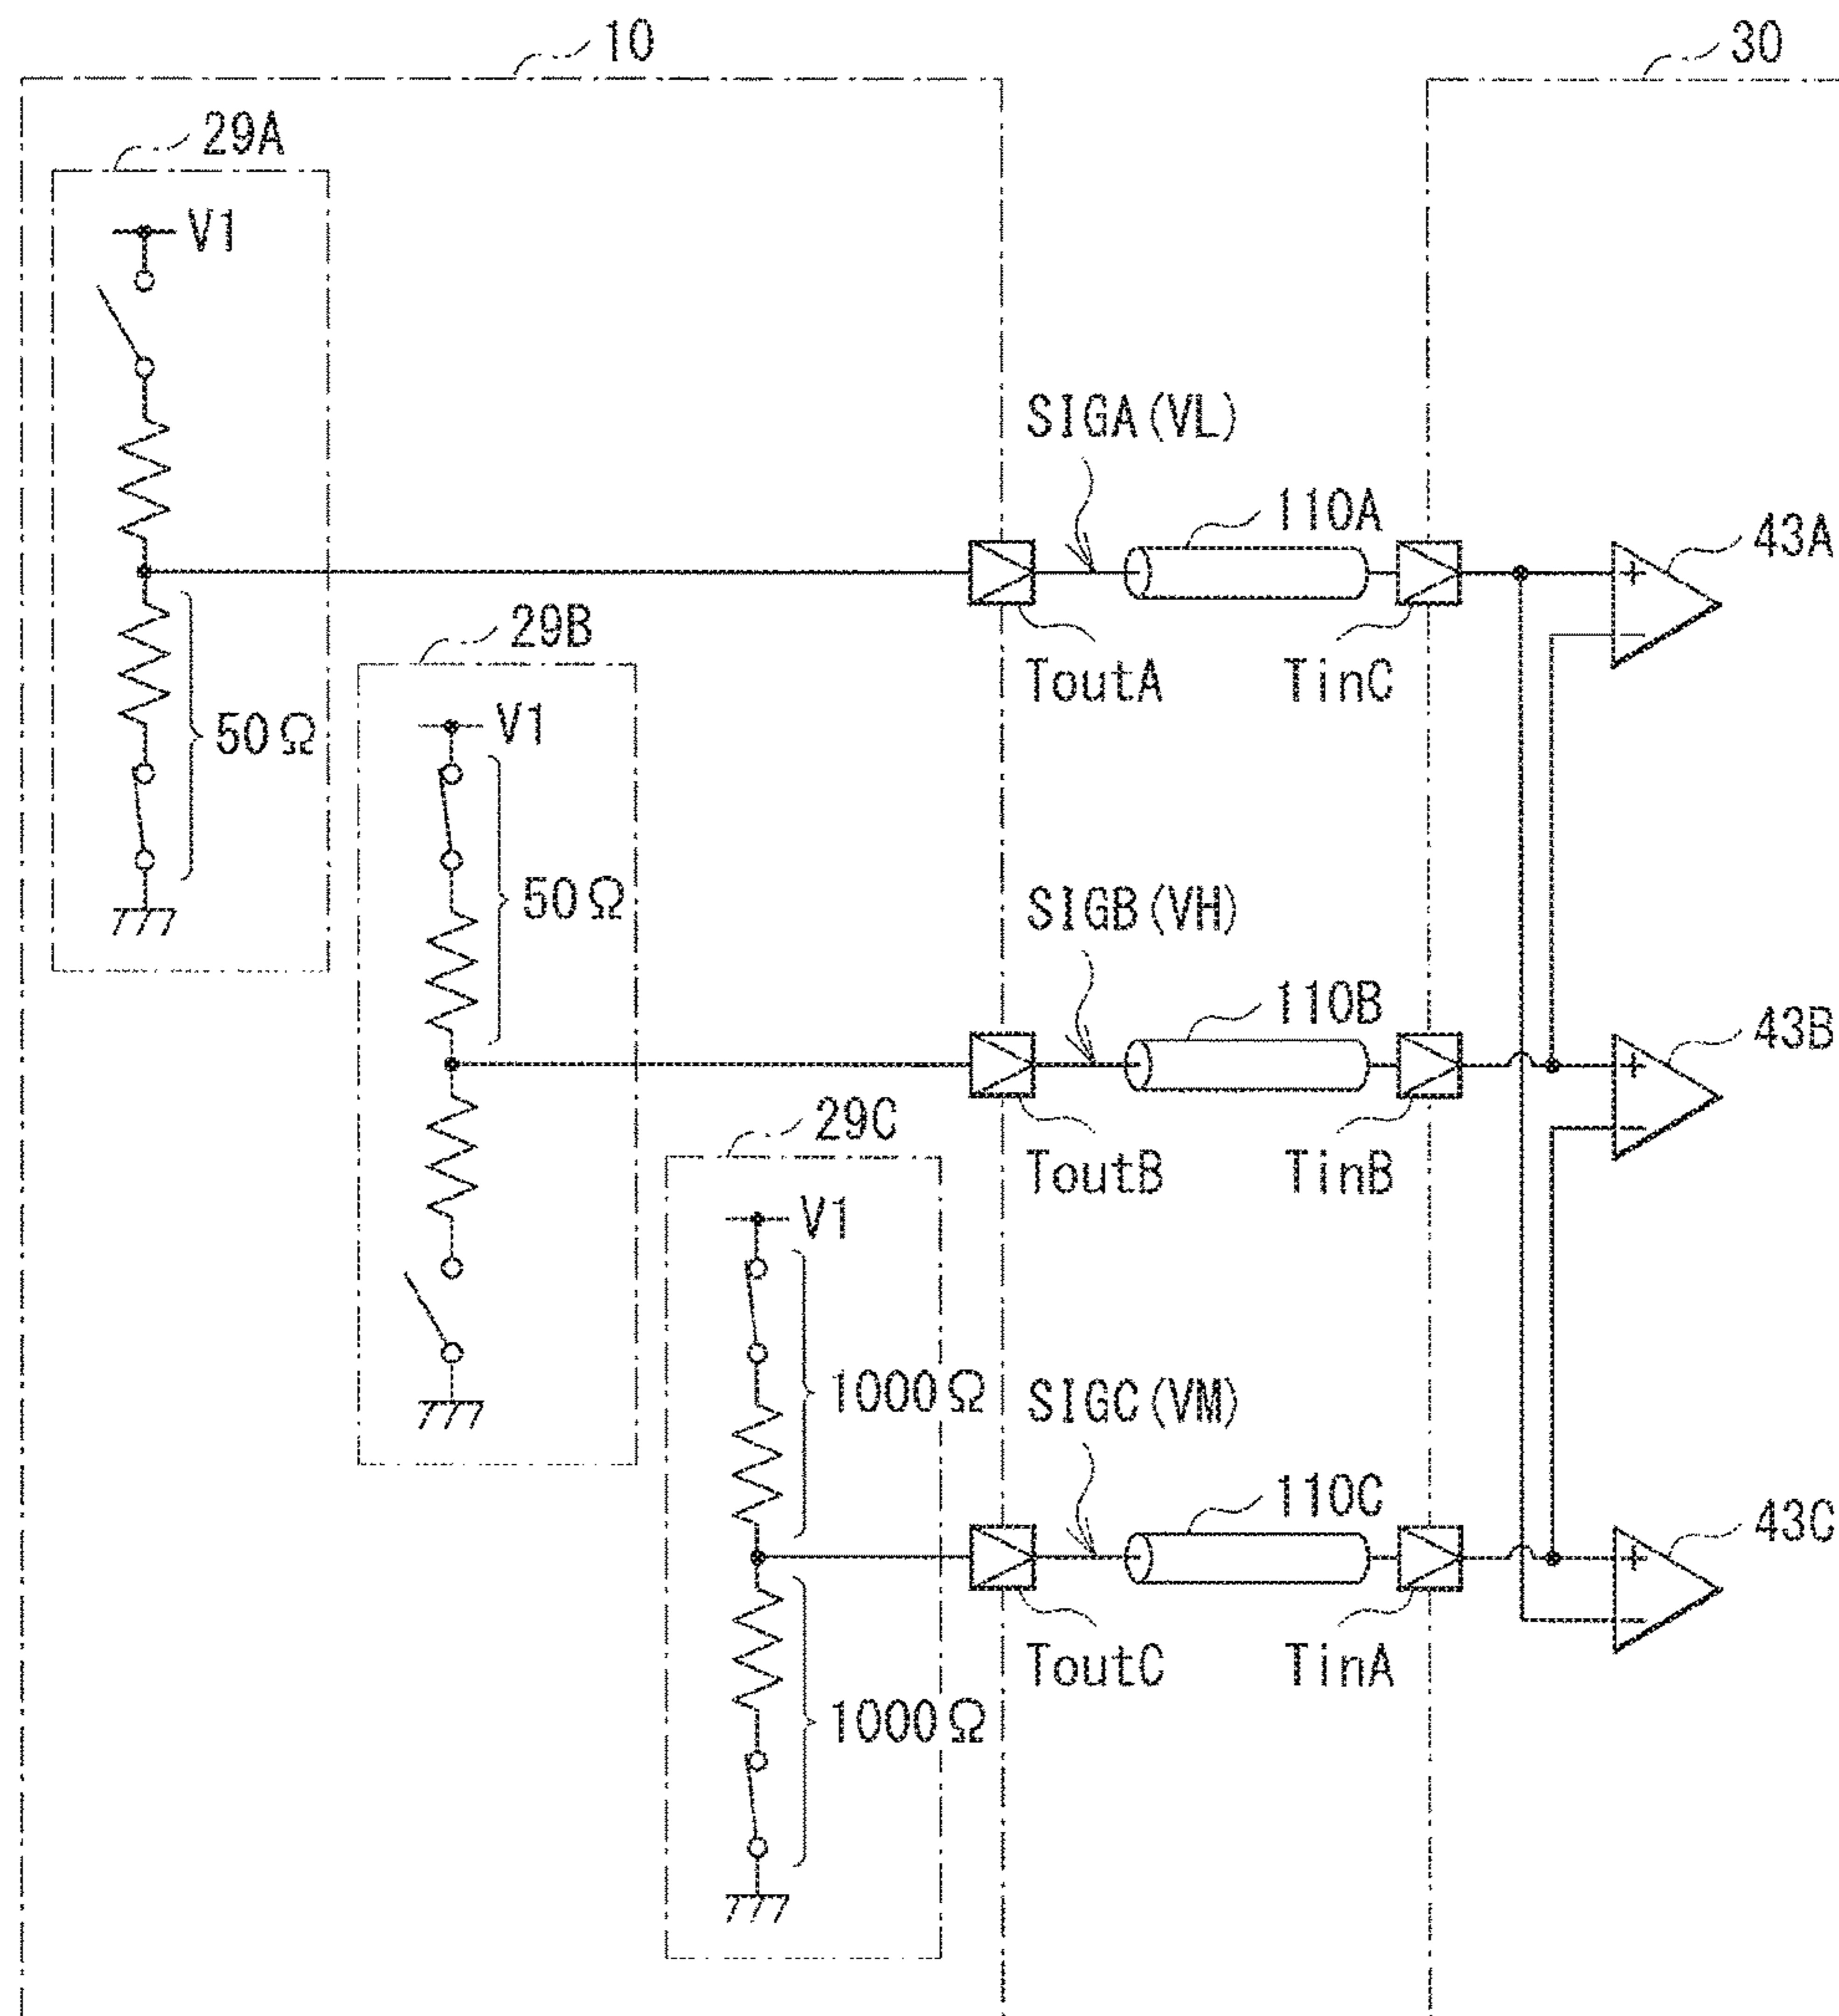 10
30
29A
V1
SIGA(VL)
110A
43A
29B
ToutA
TinC
V1
50Ω
50Ω
SIGB(VH)
110B
43B
29C
ToutB
TinB
V1
1000Ω
SIGC(VM)
110C
43C
+
-
+
-
+
-
ToutC
TinA
1000Ω